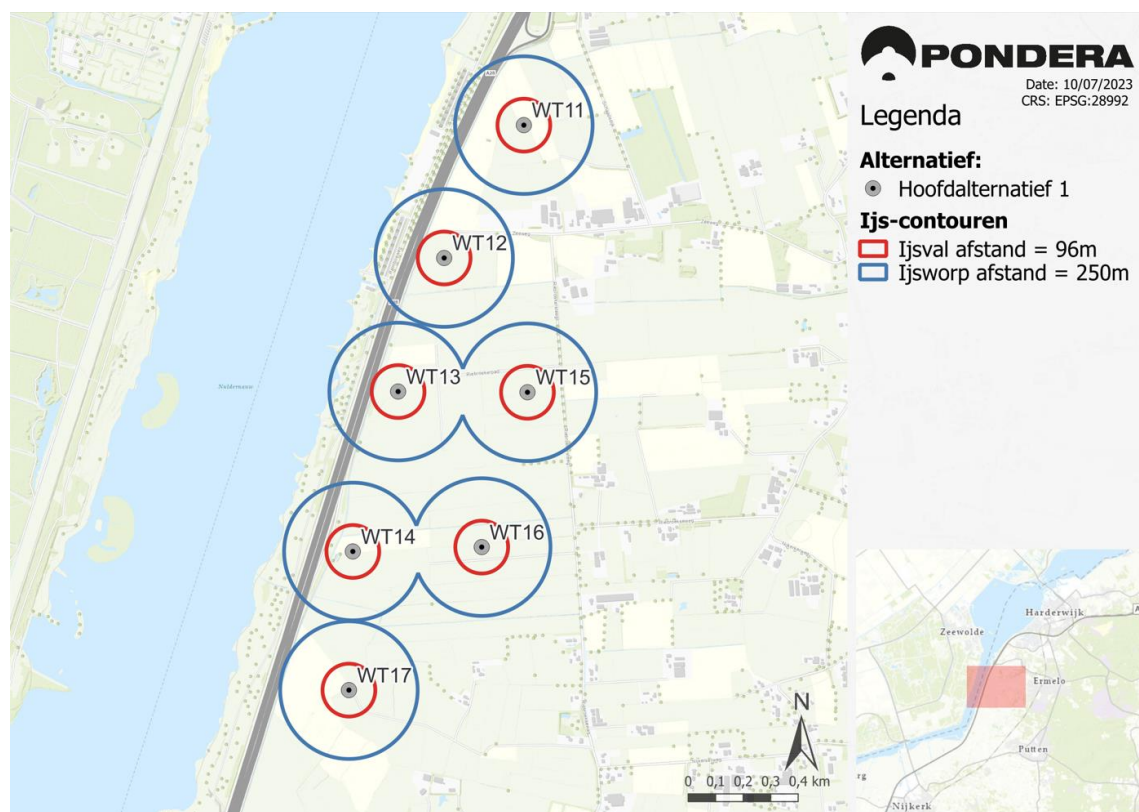 PONDERA
Date: 10/07/2023
CRS: EPSG:28992
Legenda
Alternatief:
Hoofdalternatief 1
Ijs-contouren
Ijsval afstand = 96m
Ijsworp afstand = 250m
WT11
WT12
WT13
WT15
WT14
WT16
WT17
Nuldernauw
N
0 0,1 0,2 0,3 0,4 km
Harderwijk
Zeewolde
Ermelo
Putten
Nijkerk
rg
A